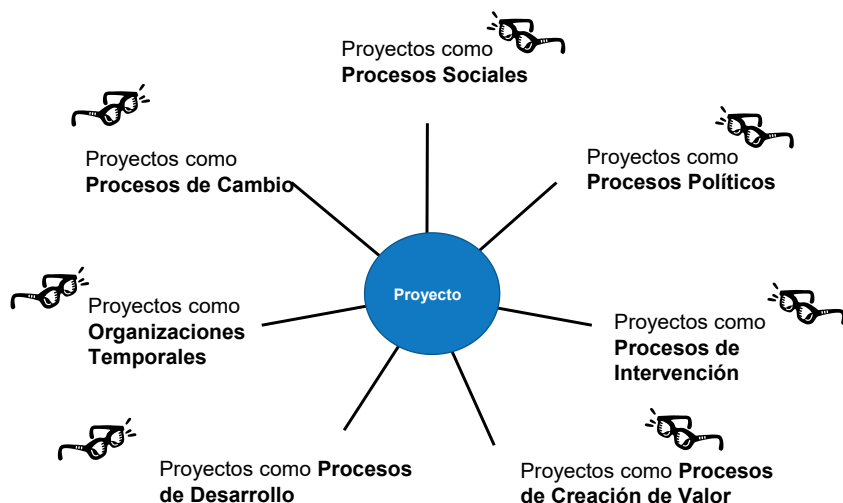 Proyectos como
Procesos Sociales
Proyectos como
Procesos de Cambio
Proyectos como
Procesos Políticos
Proyecto
Proyectos como
Organizaciones
Temporales
Proyectos como
Procesos de
Intervención
Proyectos como Procesos
de Desarrollo
Proyectos como Procesos
de Creación de Valor